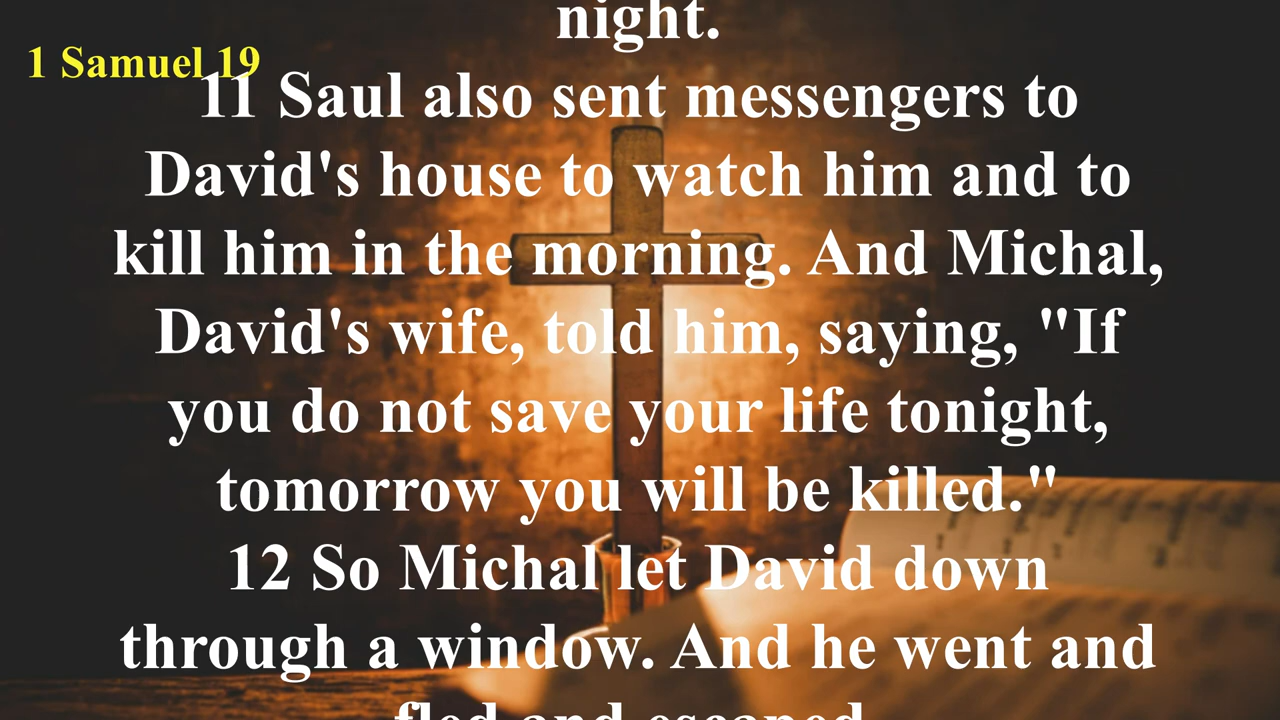 night.
1 Samuel 19
11 Saul also sent messengers to
David's house to watch him and to
kill him in the morning. And Michal,
David's wife, told him, saying, "If
you do not save your life tonight,
tomorrow you will be killed."
12 So Michal let David down
through a window. And he went and
fled and escaped.